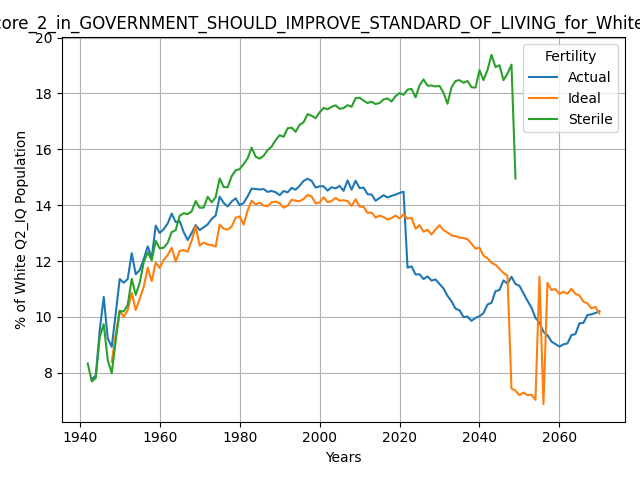 core_2_in_GOVERNMENT_SHOULD_IMPROVE_STANDARD_OF_LIVING_for_White
Fertility
Actual
Ideal
Sterile
% of White Q2_IQ Population
20
18
16
14
12
10
8
1940 1960 1980 2000 2020 2040 2060
Years